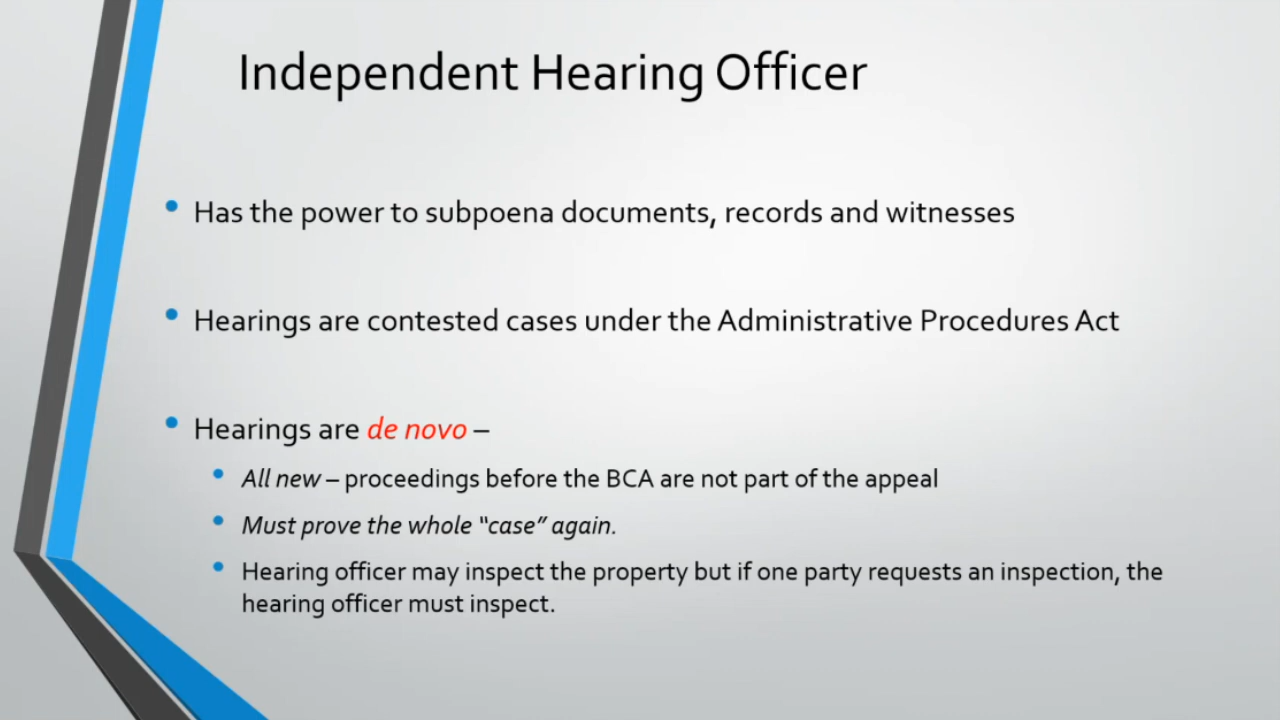 Independent Hearing Officer
• Has the power to subpoena documents, records and witnesses
• Hearings are contested cases under the Administrative Procedures Act
• Hearings are de novo –
• All new – proceedings before the BCA are not part of the appeal
• Must prove the whole “case” again.
• Hearing officer may inspect the property but if one party requests an inspection, the
hearing officer must inspect.